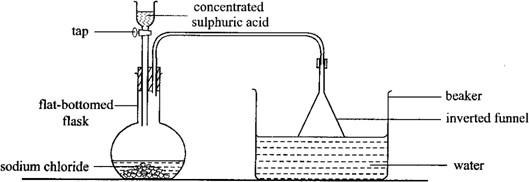 concentrated
sulphuric acid
tap
flat-bottomed
flask
sodium chloride
beaker
inverted funnel
water